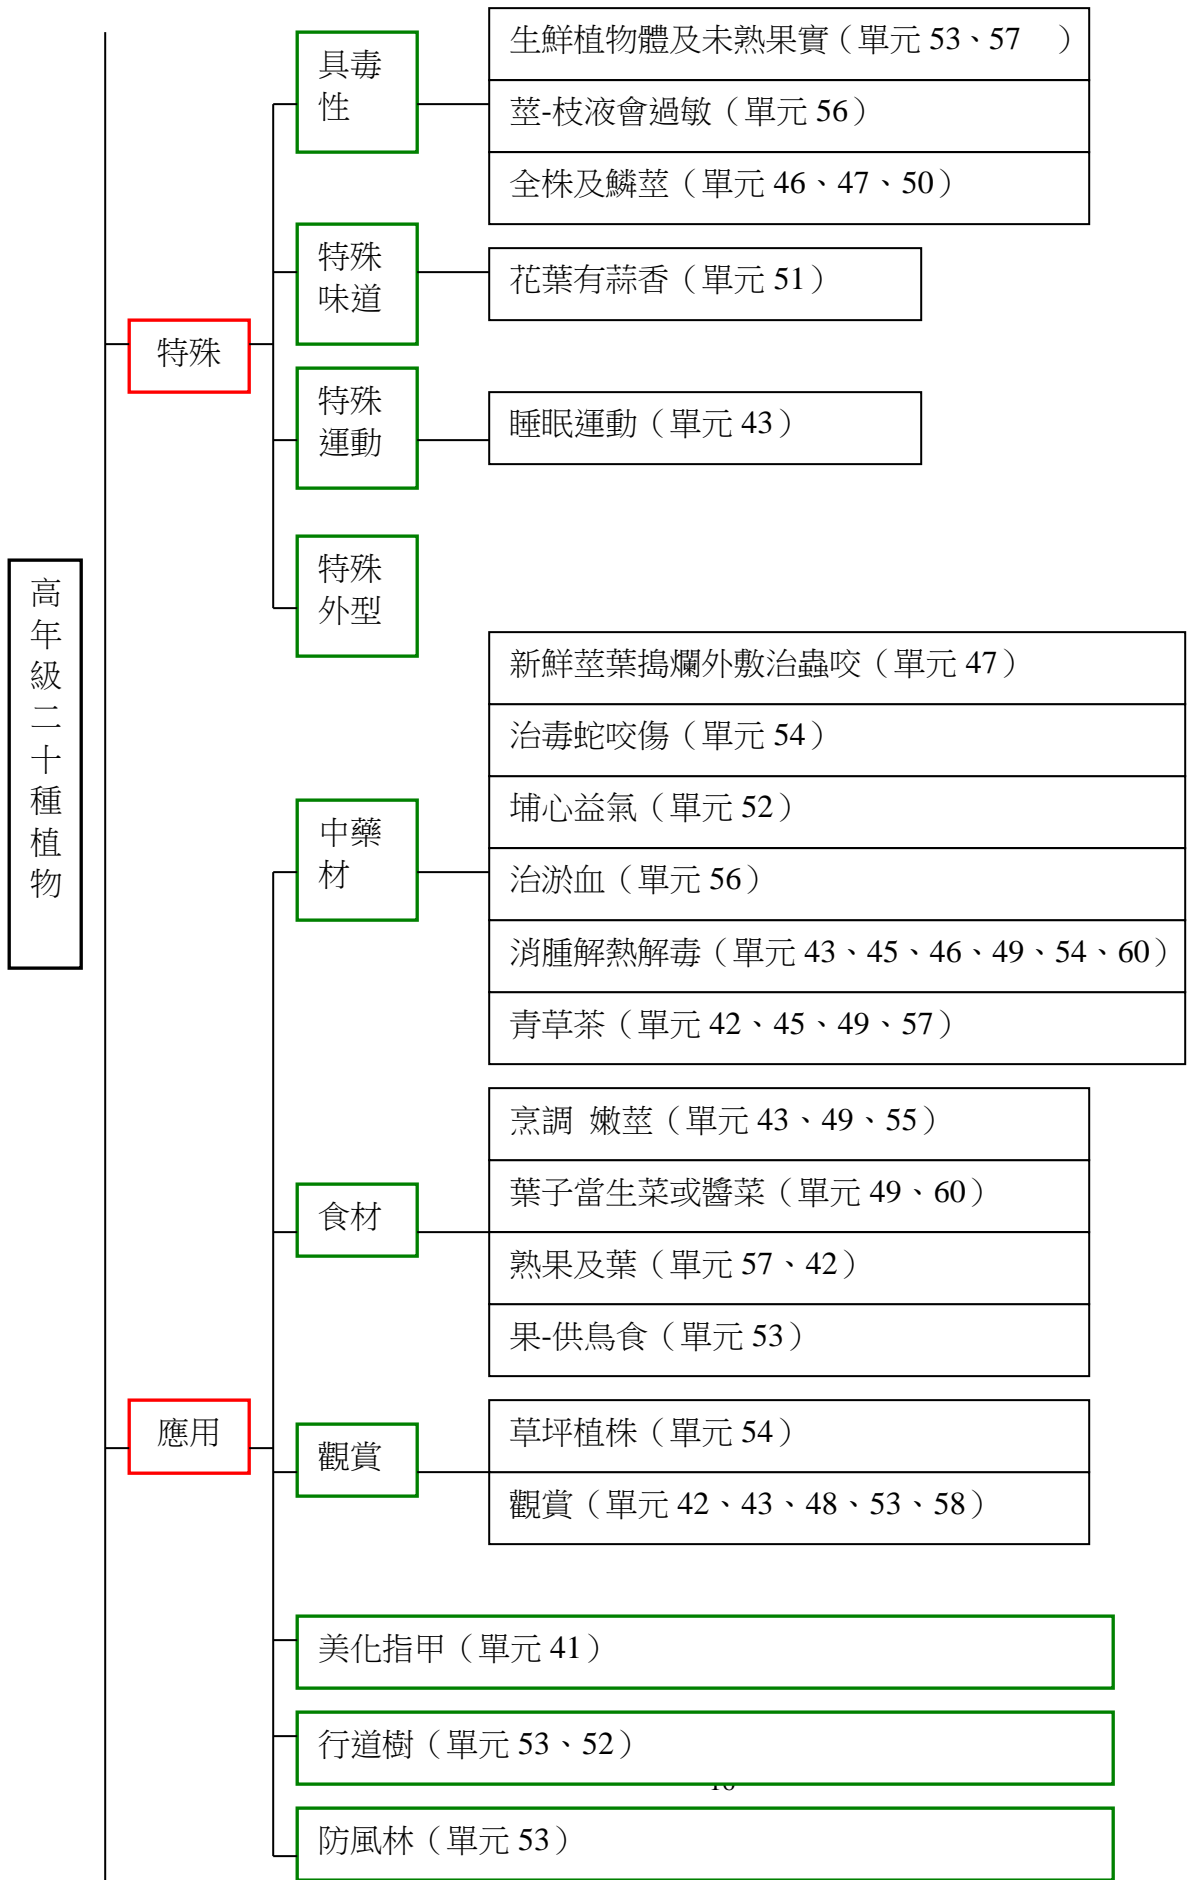 高年級二十種植物
特殊
具毒
性
生鮮植物體及未熟果實（單元 53、57　）
莖-枝液會過敏（單元 56）
全株及鱗莖（單元 46、47、50）
特殊
味道
花葉有蒜香（單元 51）
特殊
運動
睡眠運動（單元 43）
特殊
外型
應用
中藥
材
新鮮莖葉搗爛外敷治蟲咬（單元 47）
治毒蛇咬傷（單元 54）
埔心益氣（單元 52）
治淤血（單元 56）
消腫解熱解毒（單元 43、45、46、49、54、60）
青草茶（單元 42、45、49、57）
食材
烹調 嫩莖（單元 43、49、55）
葉子當生菜或醬菜（單元 49、60）
熟果及葉（單元 57、42）
果-供鳥食（單元 53）
觀賞
草坪植株（單元 54）
觀賞（單元 42、43、48、53、58）
美化指甲（單元 41）
行道樹（單元 53、52）
防風林（單元 53）